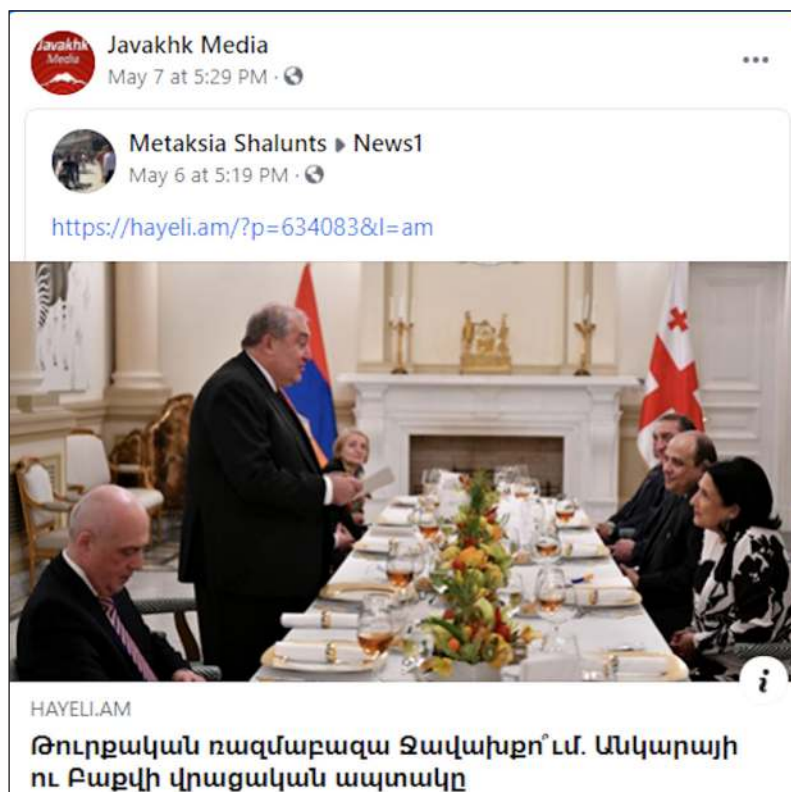 Javakhk
Media
Javakhk Media
May 7 at 5:29 PM ·
Metaksia Shalunts ▸ News1
May 6 at 5:19 PM ·
https://hayeli.am/?p=634083&l=am
HAYELI.AM
Թուրքական ռազմաբազա Ջավախքո՞ւմ. Անկարայի
ու Բաքվի վրացական ապտակը